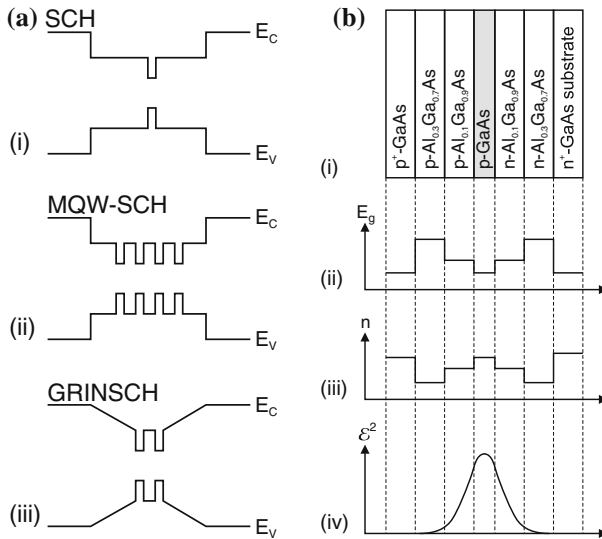 (a)
SCH
E_C
(i)
E_V
MQW-SCH
E_C
(ii)
E_V
GRINSCH
E_C
(iii)
E_V
(b)
p⁺-GaAs
p-Al₀.₃Ga₀.₇As
p-Al₀.₁Ga₀.₉As
p-GaAs
n-Al₀.₁Ga₀.₉As
n-Al₀.₃Ga₀.₇As
n⁺-GaAs substrate
(i)
E_g
(ii)
n
(iii)
ℰ²
(iv)